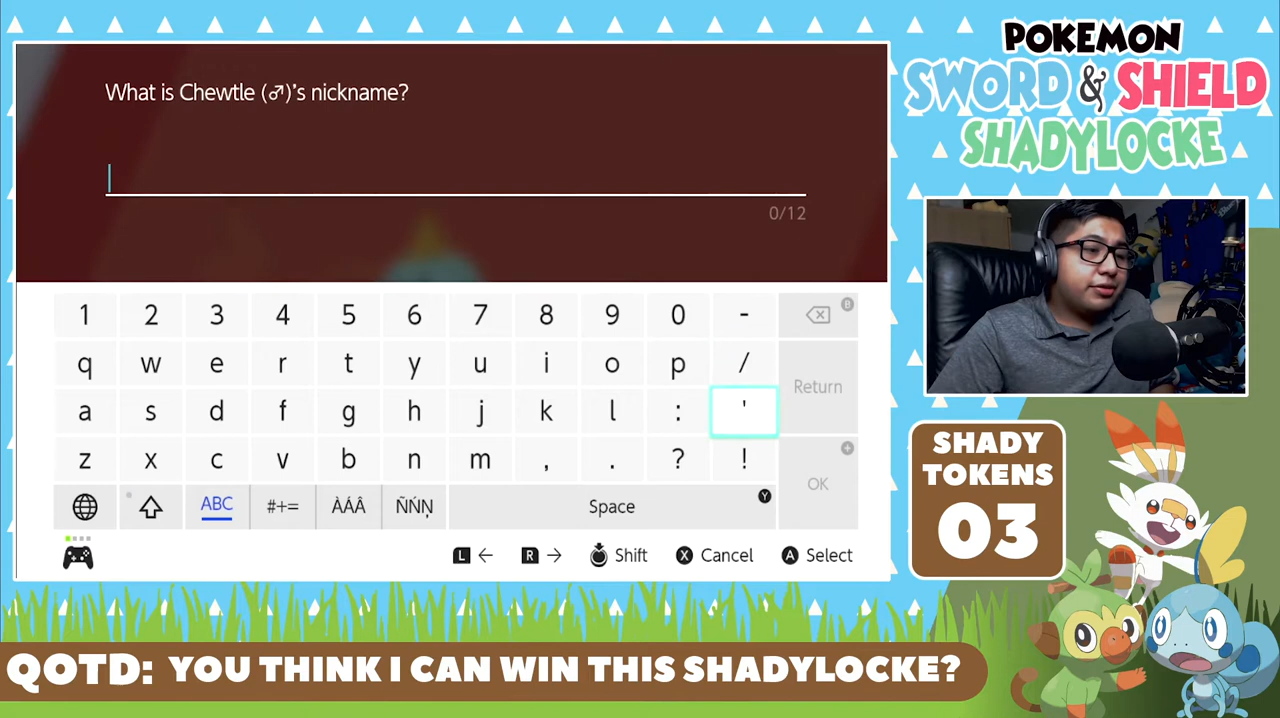 What is Chewtle (♂)'s nickname?
0/12
1 2 3 4 5 6 7 8 9 0 -
q w e r t y u i o p /
Return
a s d f g h j k l : '
z x c v b n m , . ? !
OK
ABC #+= ÀÁÂ ÑŃŅ Space Y
L ← R → Shift X Cancel A Select
B
+
POKEMON
SWORD & SHIELD
SHADYLOCKE
SHADY
TOKENS
03
QOTD: YOU THINK I CAN WIN THIS SHADYLOCKE?